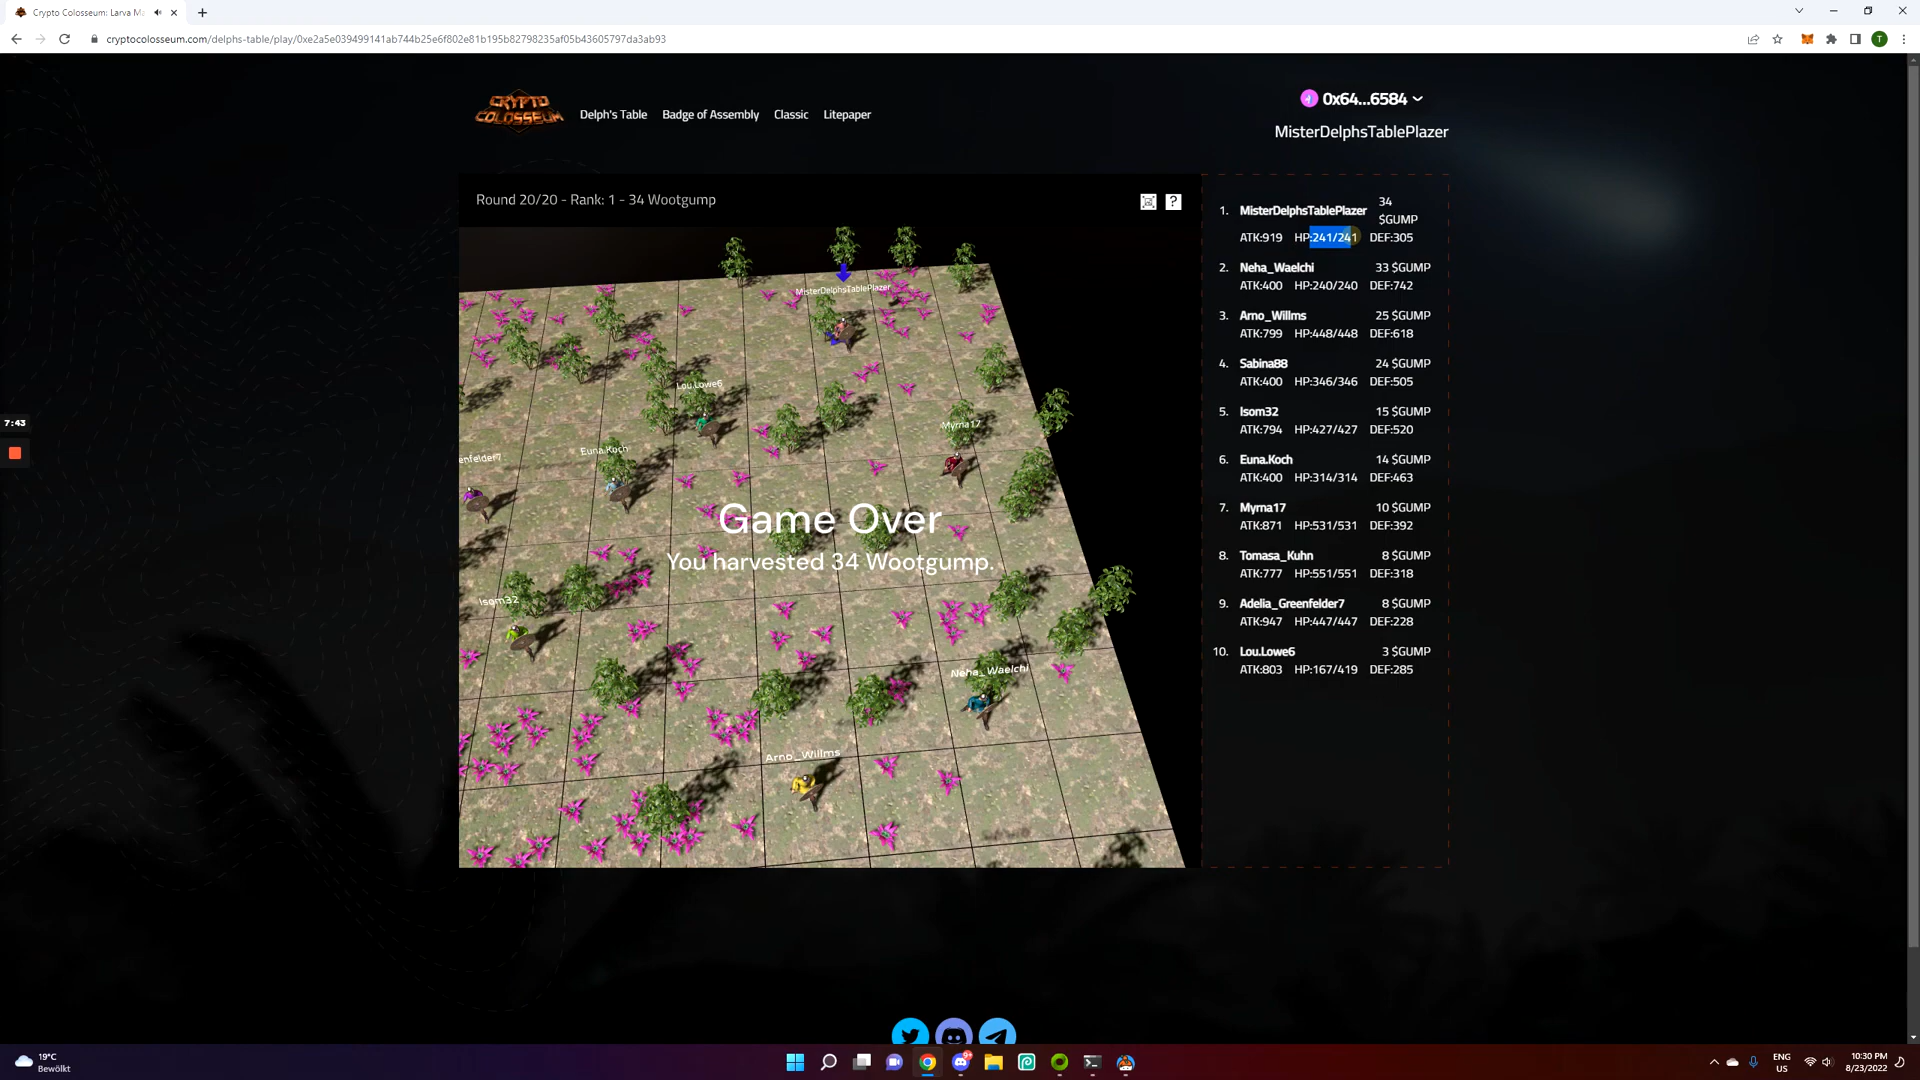 Crypto Colosseum: Larva Ma
cryptocolosseum.com/delphs-table/play/0xe2a5e039499141ab744b25e6f802e81b195b82798235af05b43605797da3ab93
T
CRYPTO
COLOSSEUM
Delph's Table
Badge of Assembly
Classic
Litepaper
0x64...6584
MisterDelphsTablePlazer
Round 20/20 - Rank: 1 - 34 Wootgump
?
1. MisterDelphsTablePlazer 34 $GUMP
ATK:919 HP:241/241 DEF:305
2. Neha_Waelchi 33 $GUMP
ATK:400 HP:240/240 DEF:742
3. Arno_Willms 25 $GUMP
ATK:799 HP:448/448 DEF:618
4. Sabina88 24 $GUMP
ATK:400 HP:346/346 DEF:505
5. Isom32 15 $GUMP
ATK:794 HP:427/427 DEF:520
6. Euna.Koch 14 $GUMP
ATK:400 HP:314/314 DEF:463
7. Myrna17 10 $GUMP
ATK:871 HP:531/531 DEF:392
8. Tomasa_Kuhn 8 $GUMP
ATK:777 HP:551/551 DEF:318
9. Adelia_Greenfelder7 8 $GUMP
ATK:947 HP:447/447 DEF:228
10. Lou.Lowe6 3 $GUMP
ATK:803 HP:167/419 DEF:285
MisterDelphsTablePlazer
Lou.Lowe6
Myrna17
Euna.Koch
enfelder7
Game Over
You harvested 34 Wootgump.
Isom32
Neha_Waelchi
Arno_Willms
7:43
19°C
Bewölkt
ENG
US
10:30 PM
8/23/2022